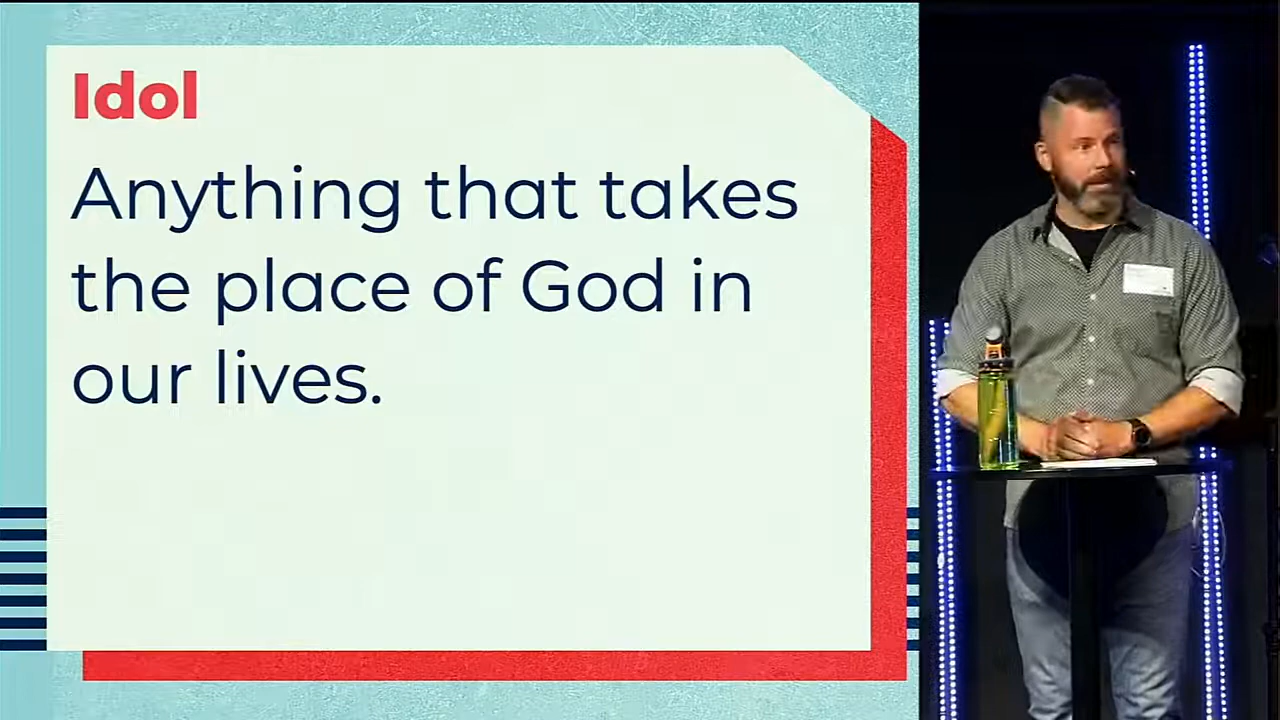 Idol
Anything that takes
the place of God in
our lives.